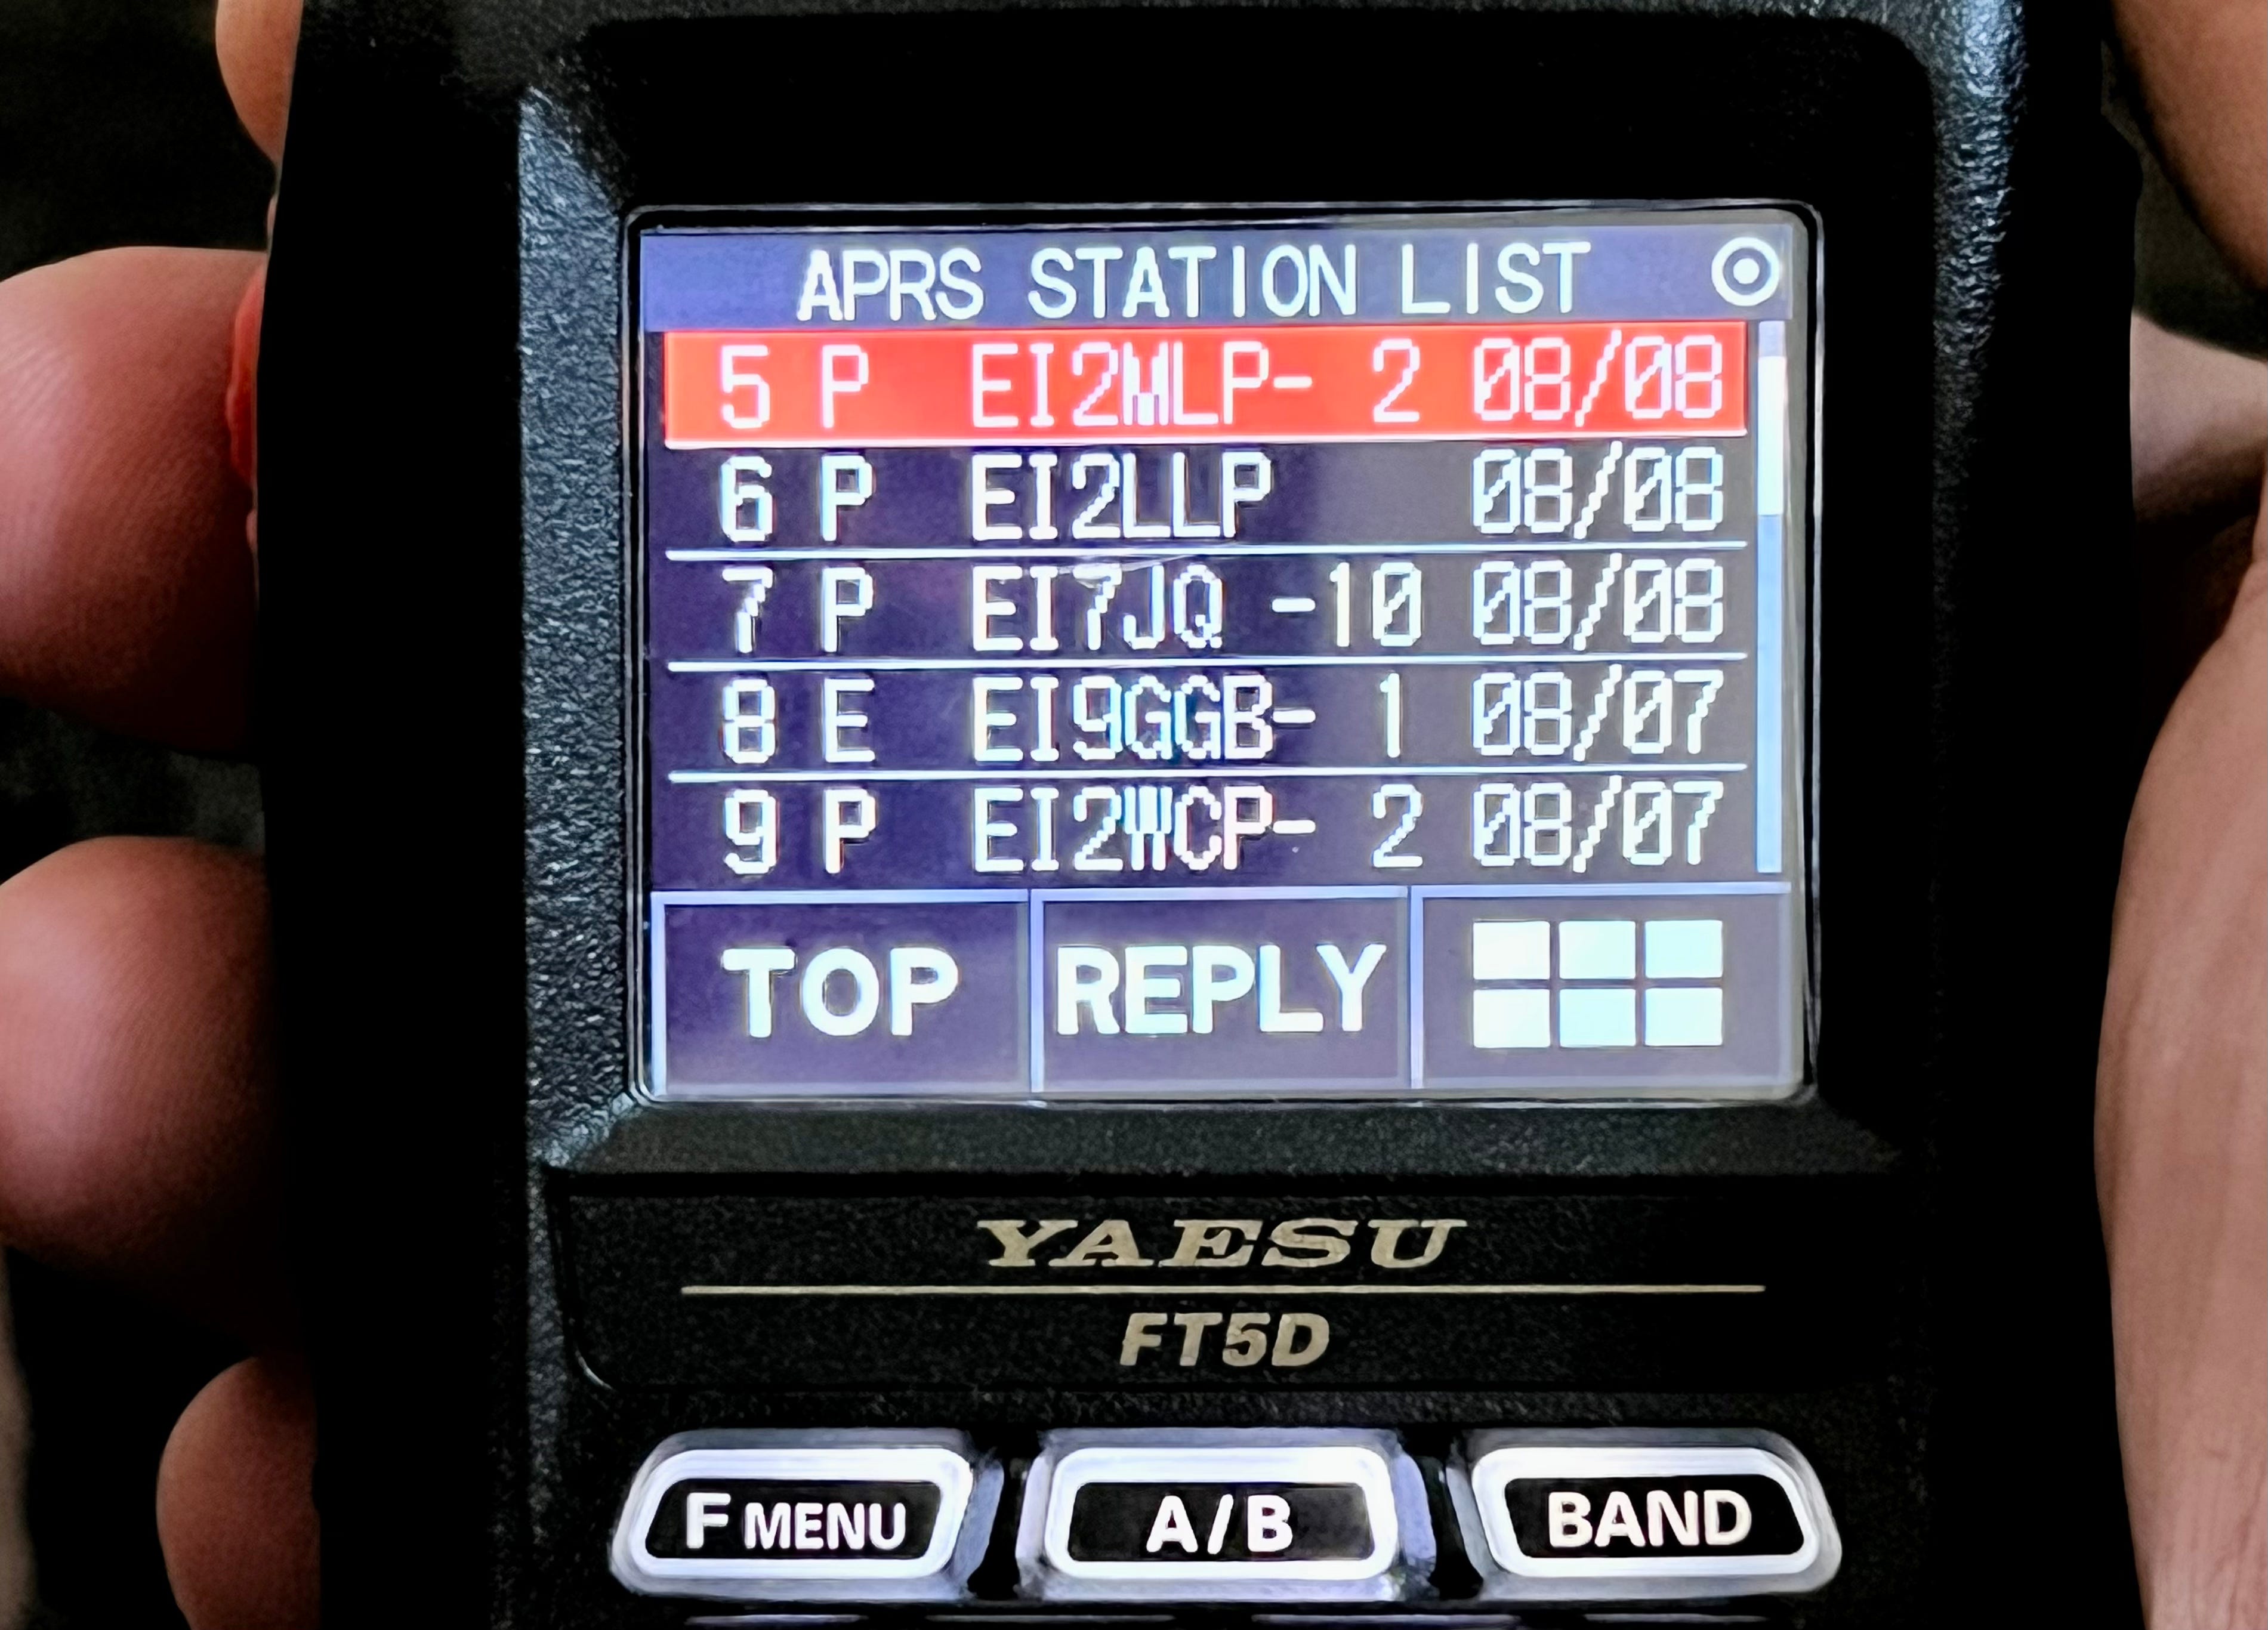 APRS STATION LIST
5 P EI2MLP- 2 08/08
6 P EI2LLP 08/08
7 P EI7JQ -10 08/08
8 E EI9GGB- 1 08/07
9 P EI2WCP- 2 08/07
TOP REPLY
YAESU
FT5D
F MENU A/B BAND